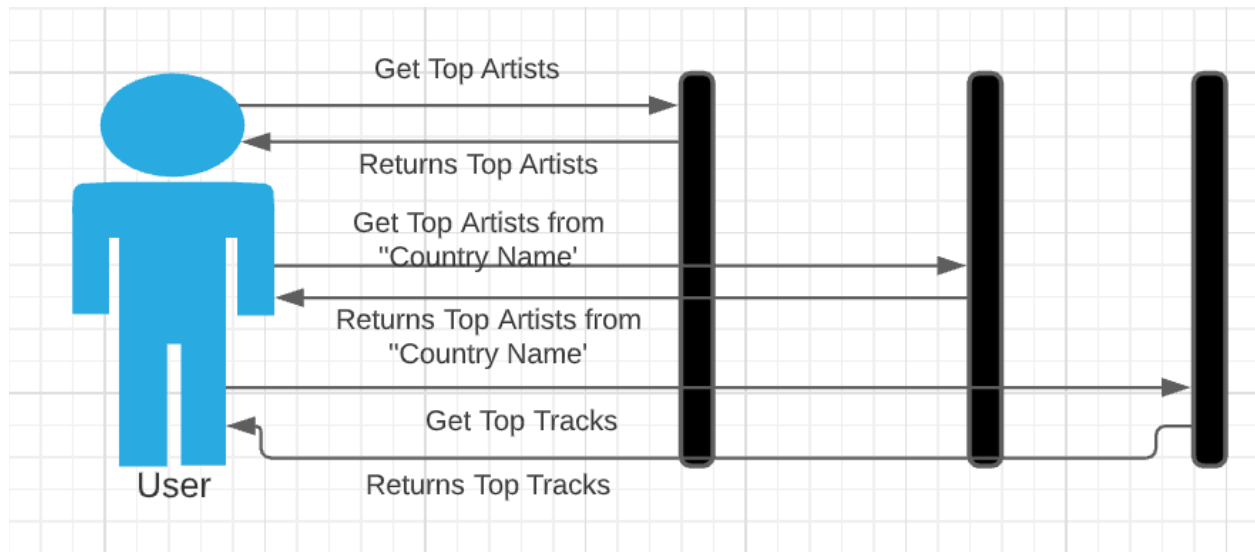 Get Top Artists
Returns Top Artists
Get Top Artists from
"Country Name'
Returns Top Artists from
"Country Name'
Get Top Tracks
Returns Top Tracks
User